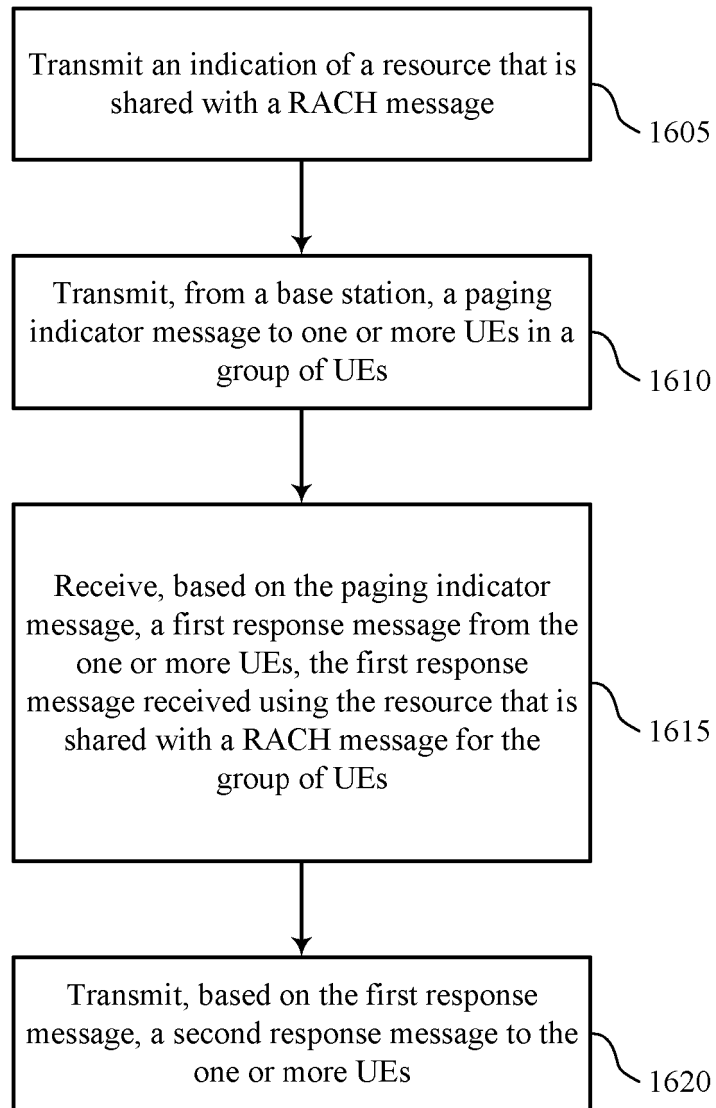 Transmit an indication of a resource that is
shared with a RACH message
1605
Transmit, from a base station, a paging
indicator message to one or more UEs in a
group of UEs
1610
Receive, based on the paging indicator
message, a first response message from the
one or more UEs, the first response
message received using the resource that is
shared with a RACH message for the
group of UEs
1615
Transmit, based on the first response
message, a second response message to the
one or more UEs
1620